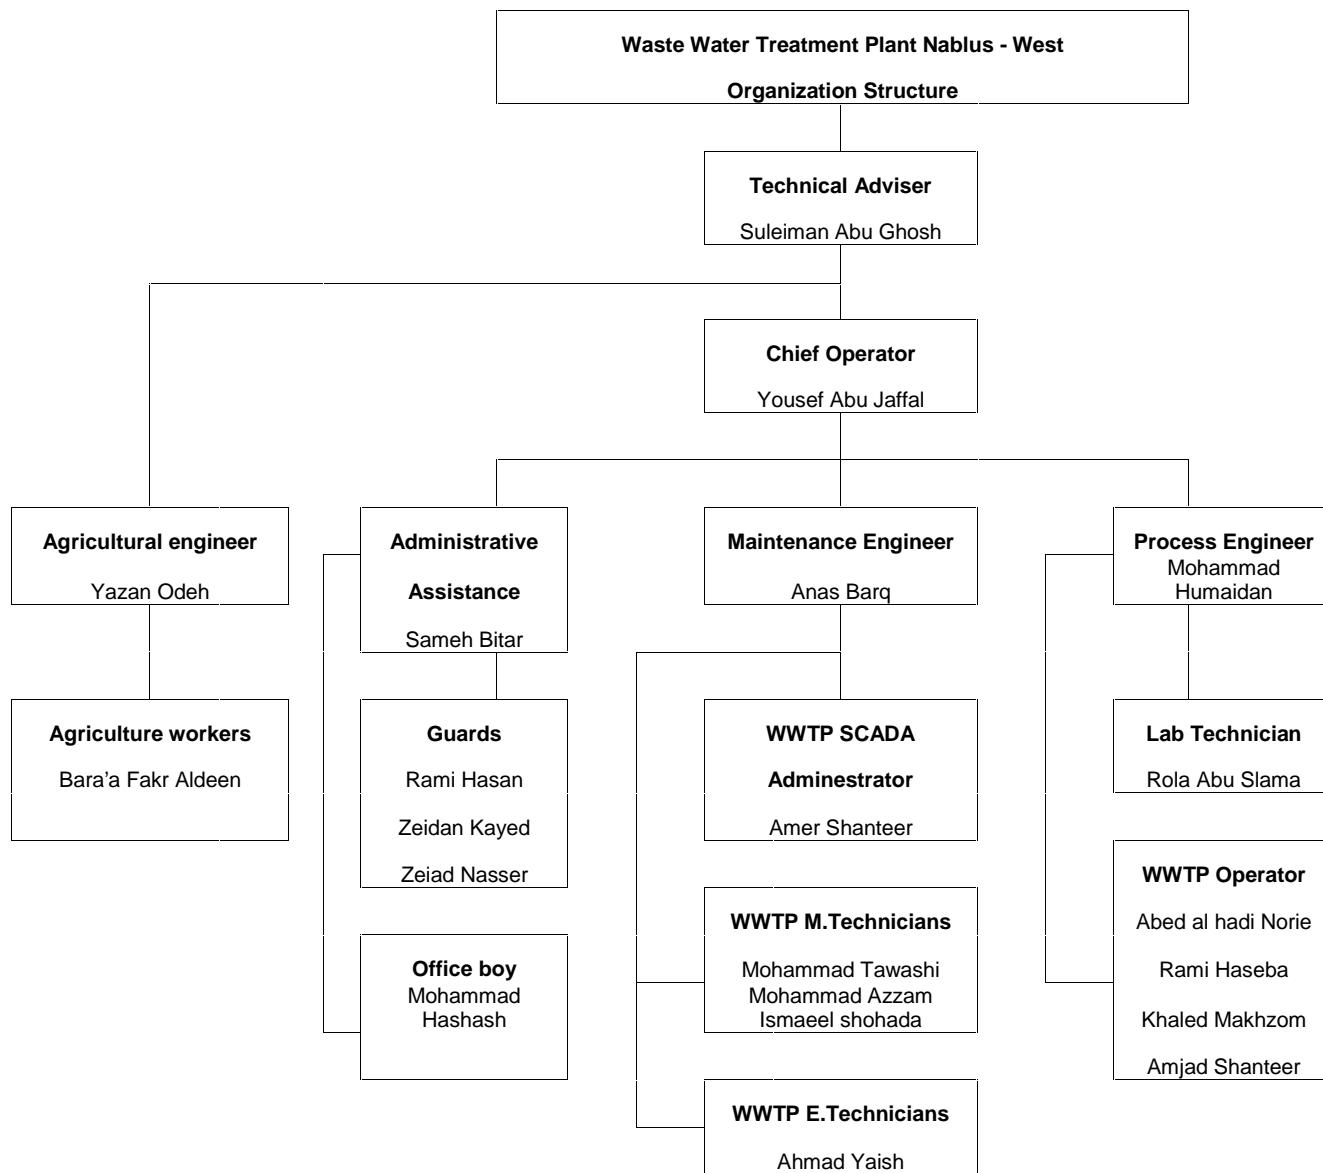 Waste Water Treatment Plant Nablus - West
Organization Structure
Technical Adviser
Suleiman Abu Ghosh
Chief Operator
Yousef Abu Jaffal
Agricultural engineer
Yazan Odeh
Administrative
Assistance
Sameh Bitar
Maintenance Engineer
Anas Barq
Process Engineer
Mohammad
Humaidan
Agriculture workers
Bara'a Fakr Aldeen
Guards
Rami Hasan
Zeidan Kayed
Zeiad Nasser
WWTP SCADA
Adminestrator
Amer Shanteer
Lab Technician
Rola Abu Slama
Office boy
Mohammad
Hashash
WWTP M.Technicians
Mohammad Tawashi
Mohammad Azzam
Ismaeel shohada
WWTP Operator
Abed al hadi Norie
Rami Haseba
Khaled Makhzom
Amjad Shanteer
WWTP E.Technicians
Ahmad Yaish